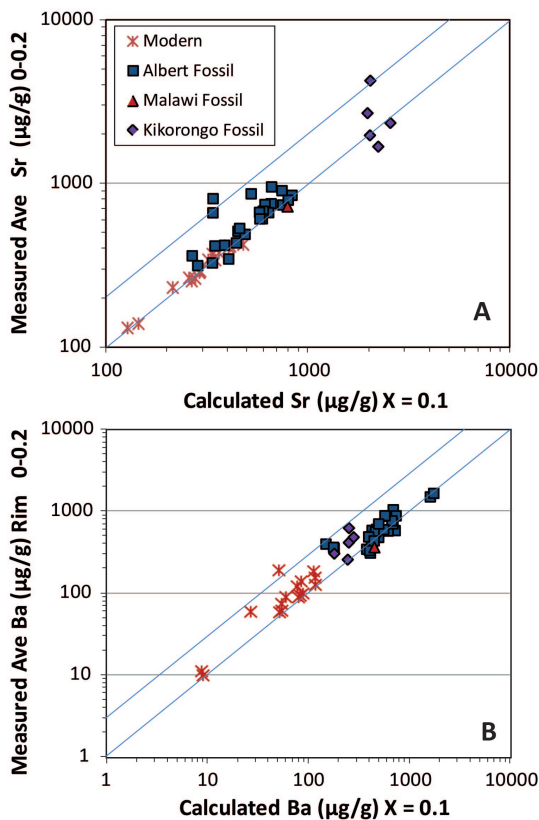 10000
1000
100
Measured Ave Sr (µg/g) 0-0.2
Modern
Albert Fossil
Malawi Fossil
Kikorongo Fossil
A
100 1000 10000
Calculated Sr (µg/g) X = 0.1
10000
1000
100
10
1
Measured Ave Ba (µg/g) Rim 0-0.2
B
1 10 100 1000 10000
Calculated Ba (µg/g) X = 0.1